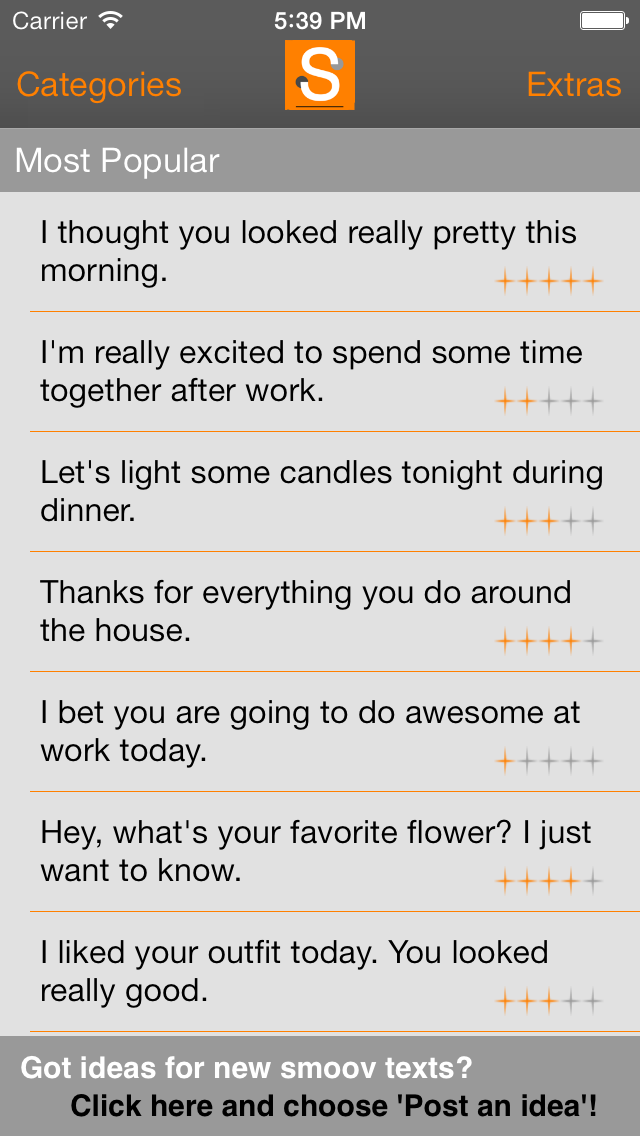 Carrier 5:39 PM
Categories S Extras
Most Popular
I thought you looked really pretty this
morning.
I'm really excited to spend some time
together after work.
Let's light some candles tonight during
dinner.
Thanks for everything you do around
the house.
I bet you are going to do awesome at
work today.
Hey, what's your favorite flower? I just
want to know.
I liked your outfit today. You looked
really good.
Got ideas for new smoov texts?
Click here and choose 'Post an idea'!